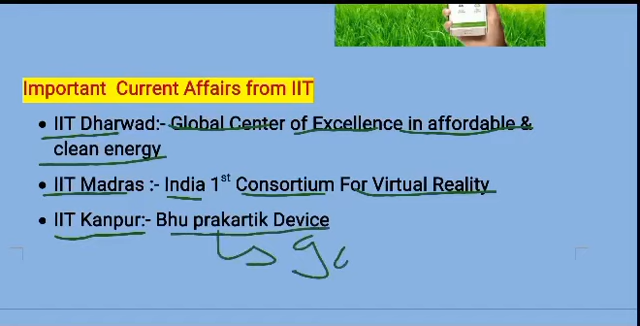 Important Current Affairs from IIT
• IIT Dharwad:- Global Center of Excellence in affordable &
clean energy
• IIT Madras :- India 1st Consortium For Virtual Reality
• IIT Kanpur:- Bhu prakartik Device